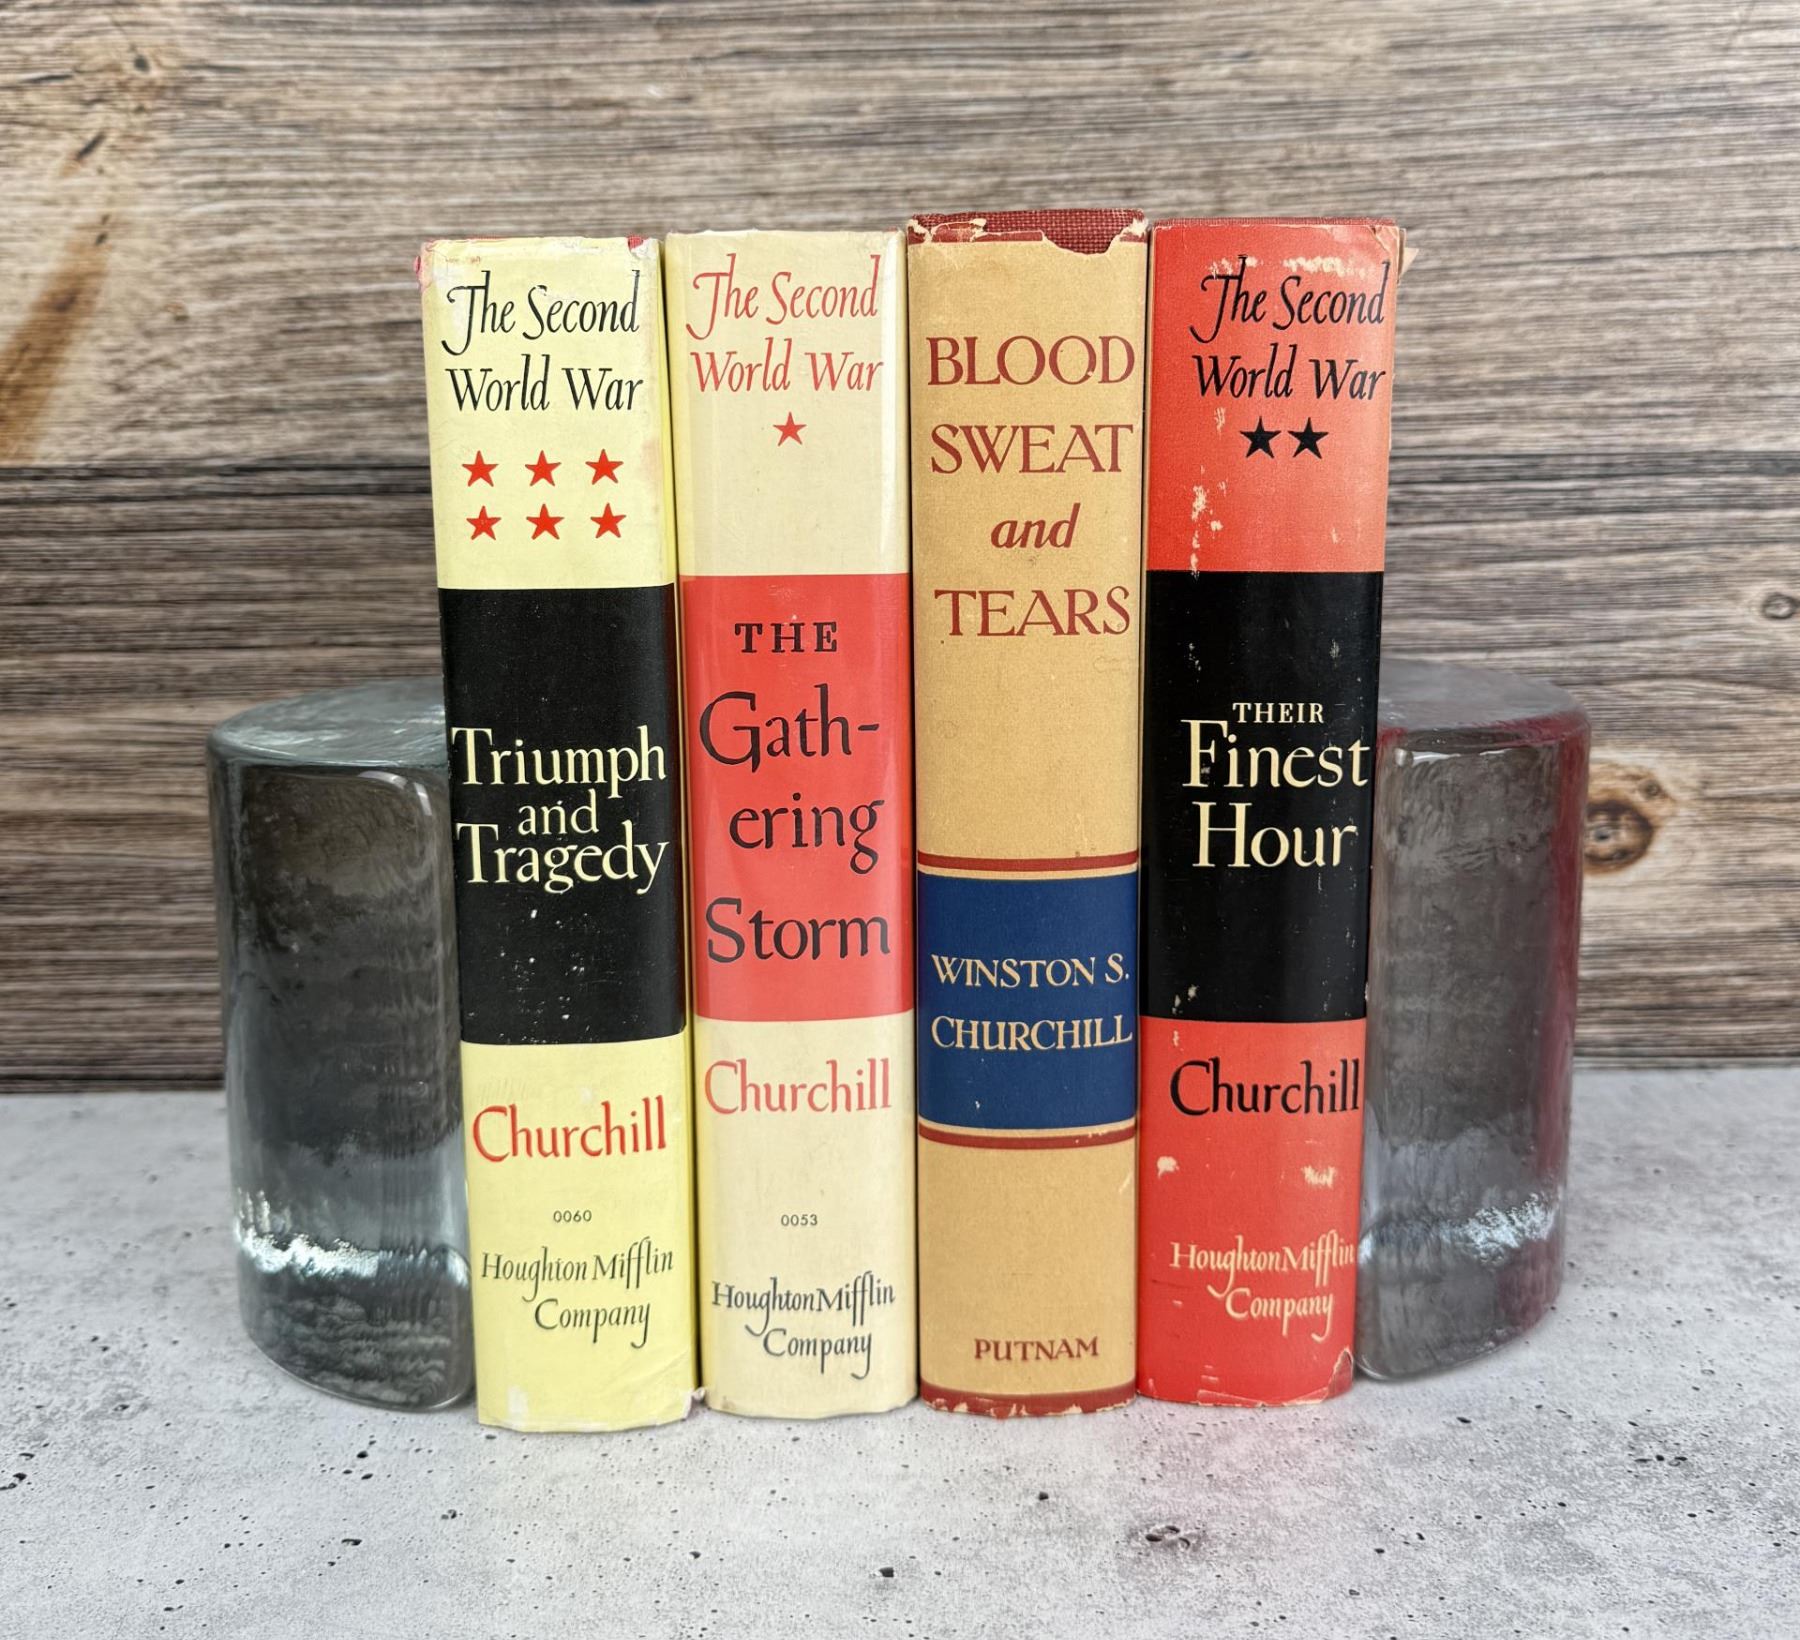 The Second
World War
Triumph
and
Tragedy
Churchill
0060
Houghton Mifflin
Company
The Second
World War
THE
Gath-
ering
Storm
Churchill
0053
Houghton Mifflin
Company
BLOOD
SWEAT
and
TEARS
WINSTON S.
CHURCHILL
PUTNAM
The Second
World War
THEIR
Finest
Hour
Churchill
Houghton Mifflin
Company